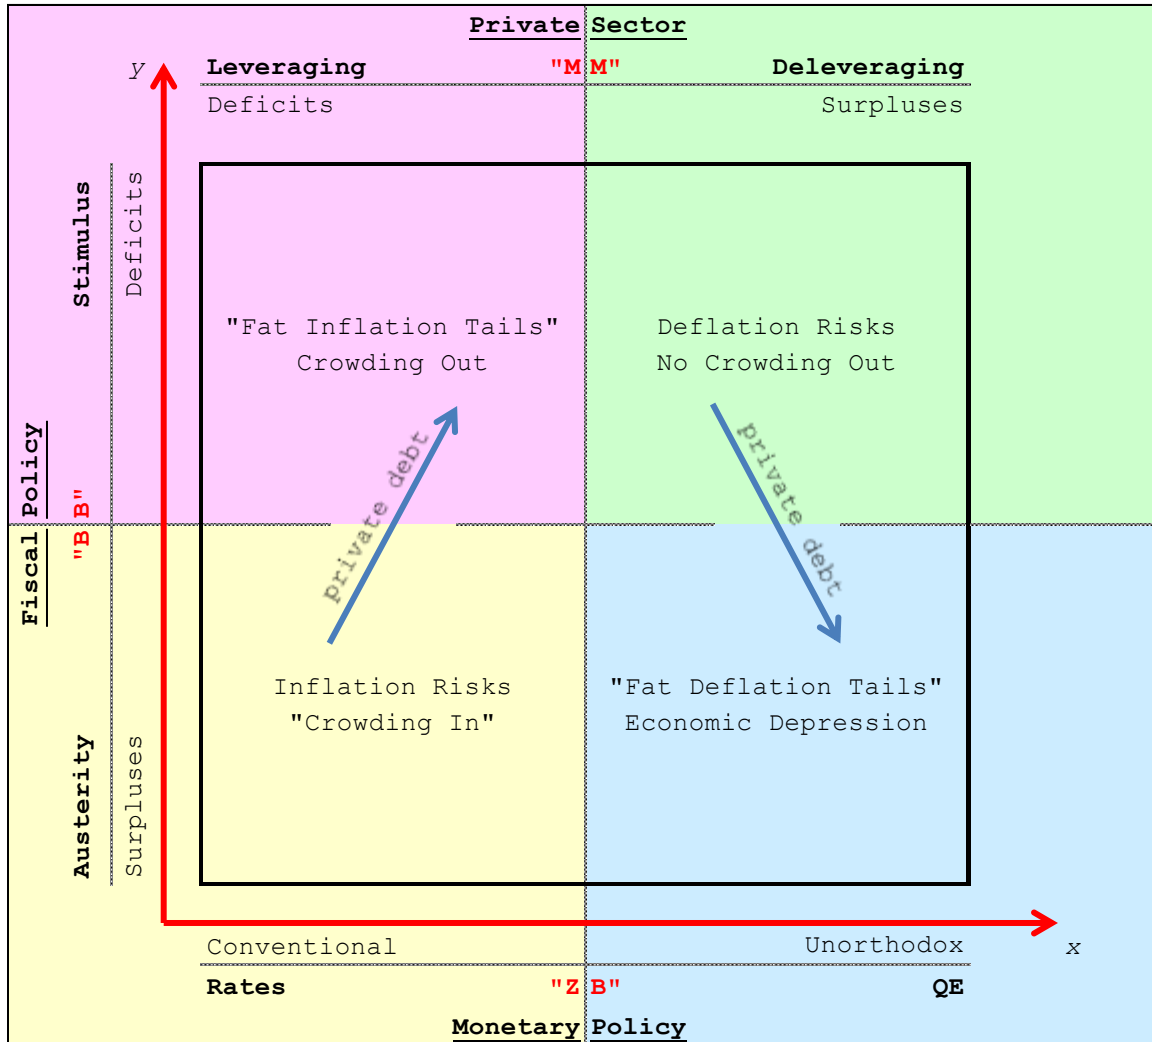 Private Sector
y
Leveraging "M M" Deleveraging
Deficits Surpluses
Stimulus
Deficits
"Fat Inflation Tails"
Crowding Out
Deflation Risks
No Crowding Out
private debt
private debt
Fiscal Policy
"B B"
Inflation Risks
"Crowding In"
"Fat Deflation Tails"
Economic Depression
Austerity
Surpluses
Conventional Unorthodox
x
Rates "Z B" QE
Monetary Policy